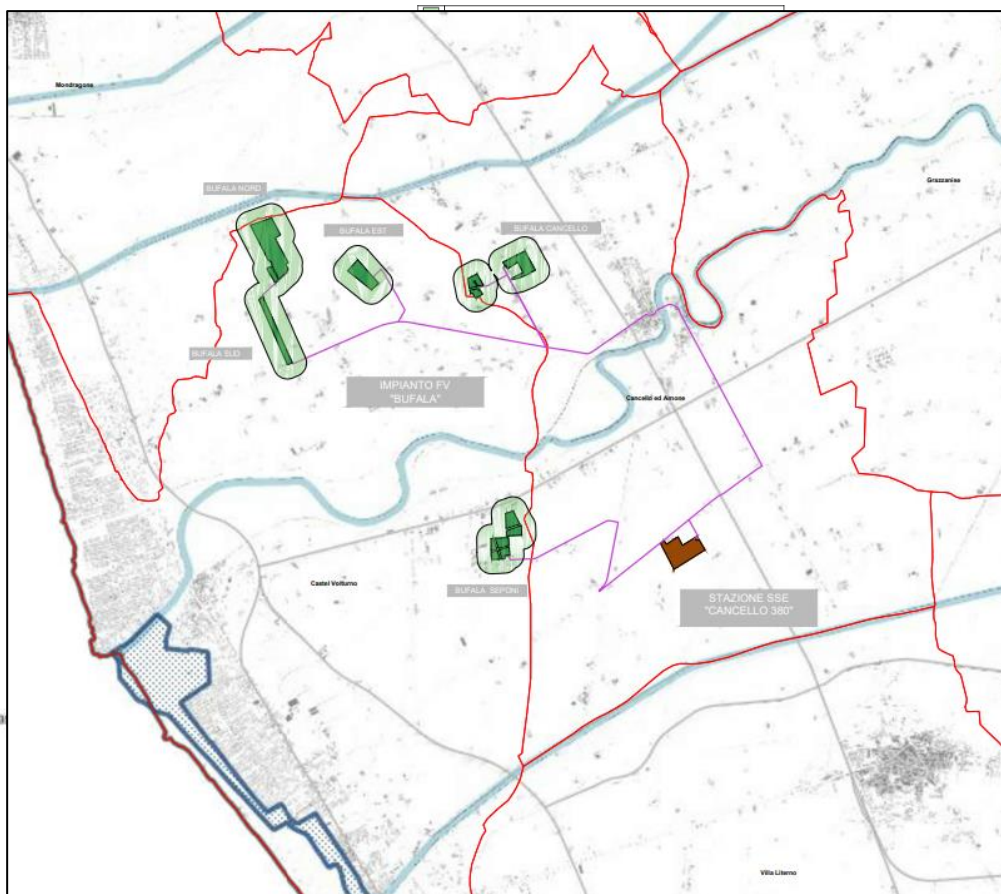 Mondragone
Grazzanise
BUFALA NORD
BUFALA EST
BUFALA CANCELLO
BUFALA SUD
IMPIANTO FV
"BUFALA"
Cancello ed Arnone
Castel Volturno
BUFALA SEPONI
STAZIONE SSE
"CANCELLO 380"
Villa Literno